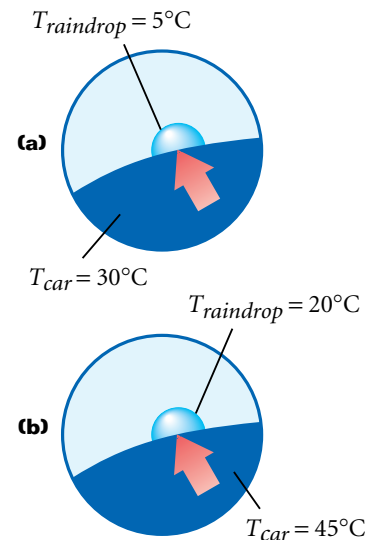 T_raindrop = 5°C
(a)
T_car = 30°C
T_raindrop = 20°C
(b)
T_car = 45°C